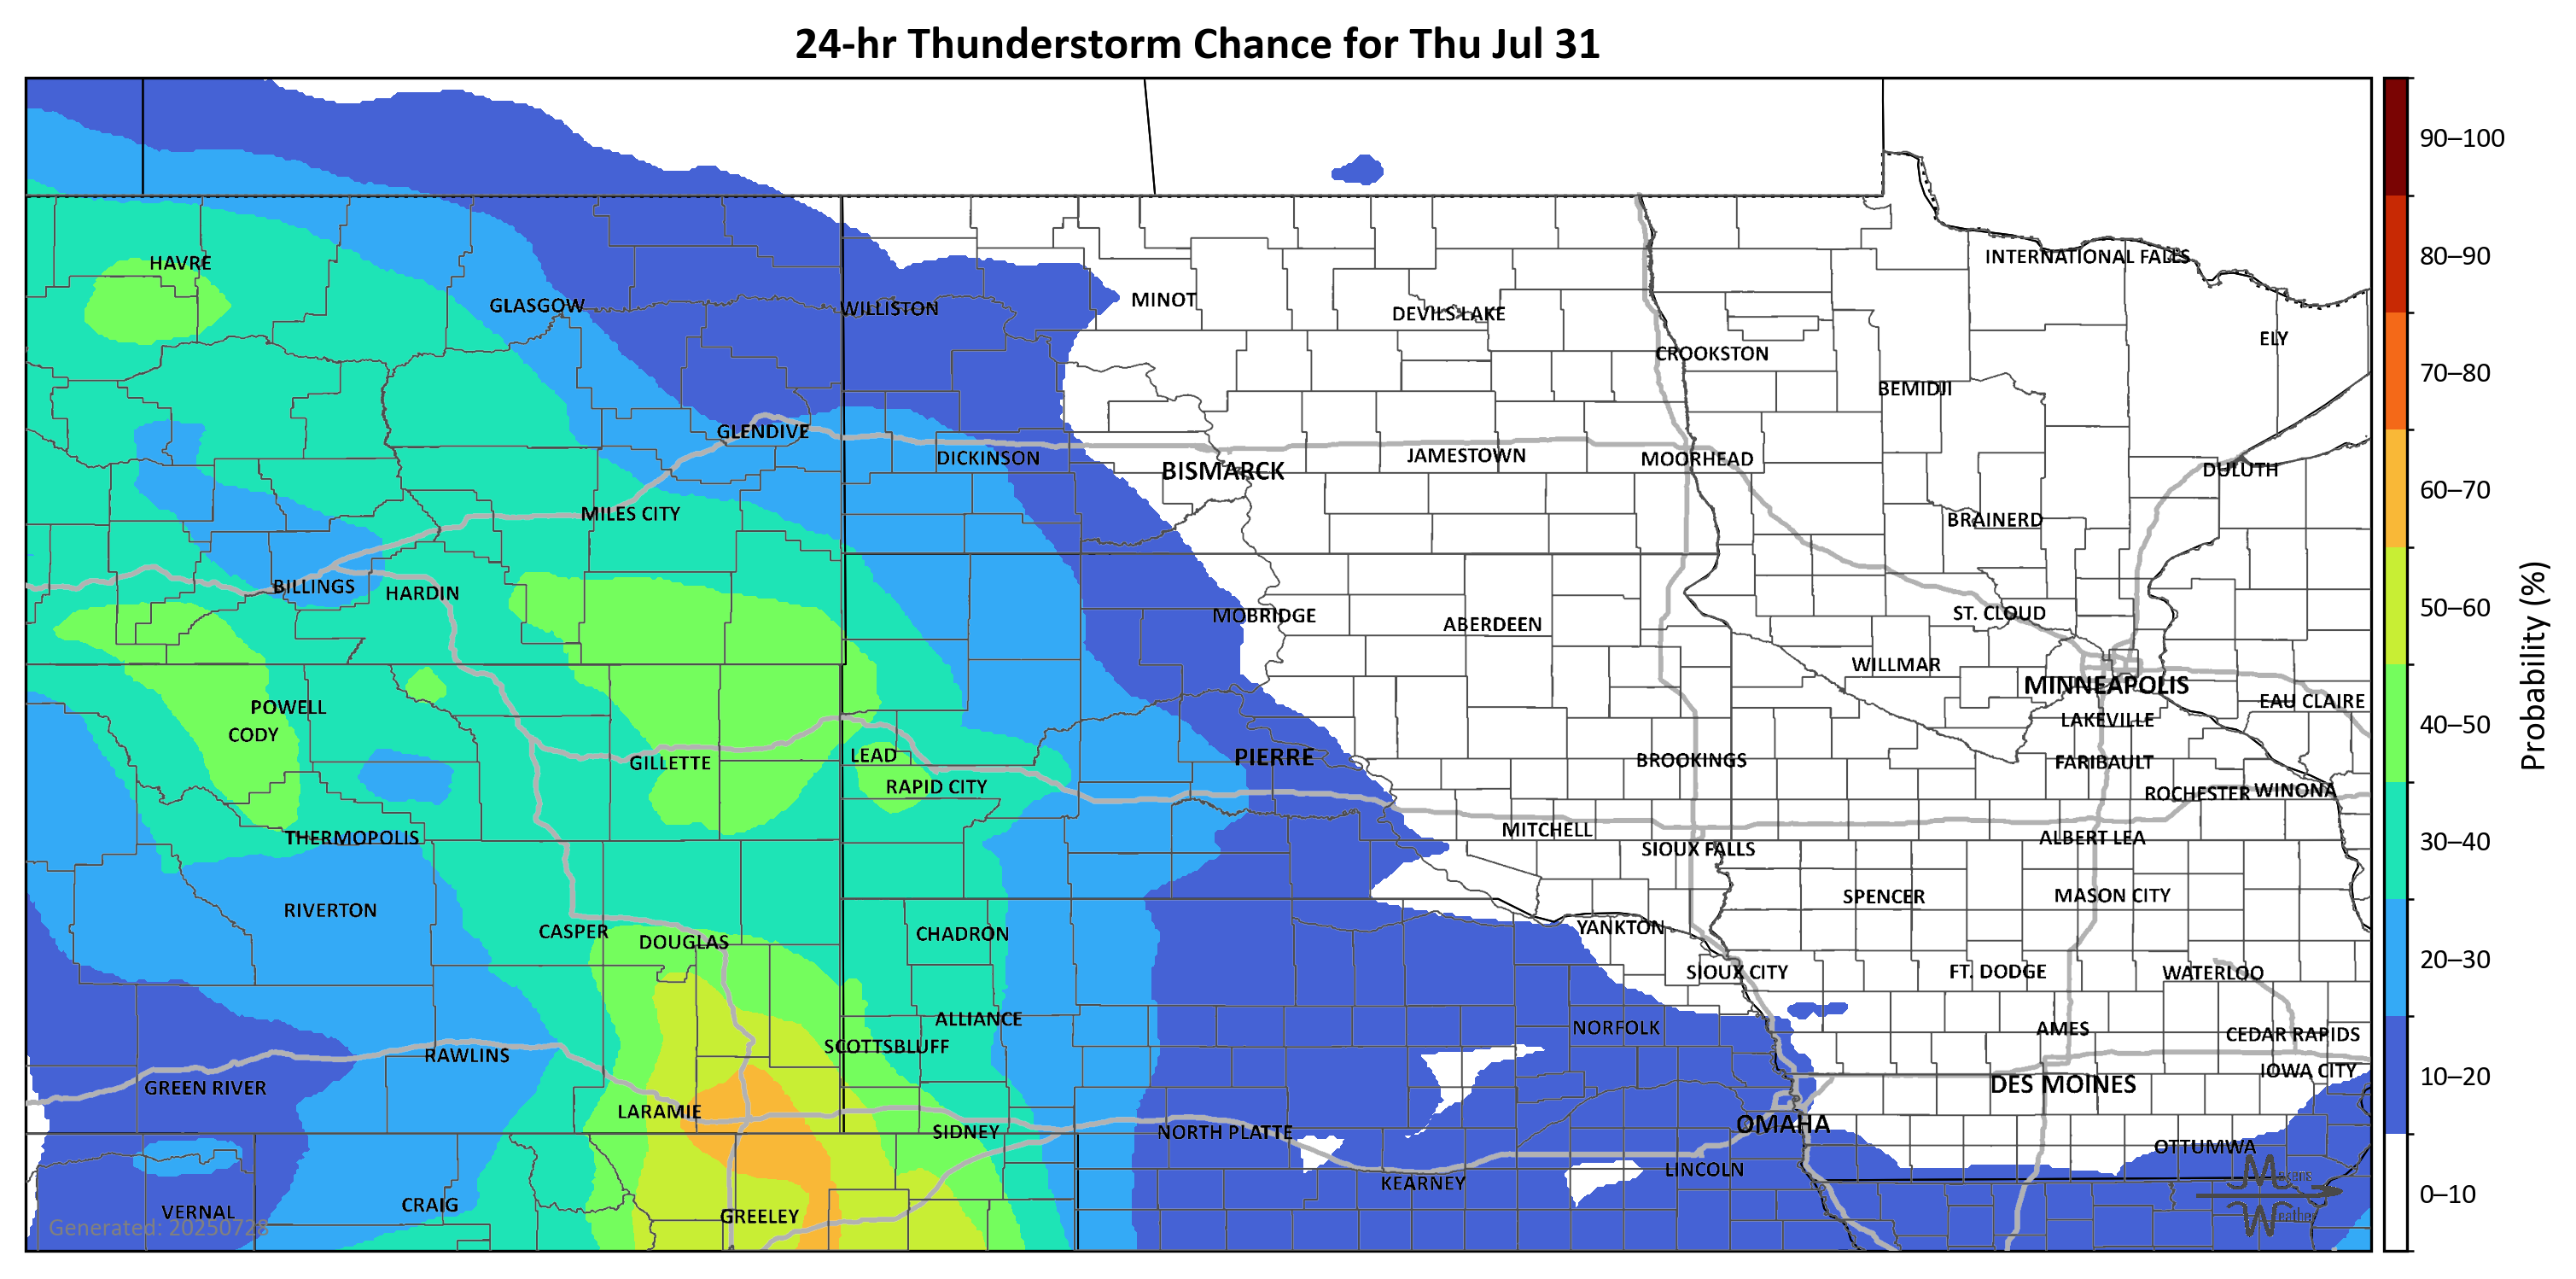 24-hr Thunderstorm Chance for Thu Jul 31
90–100
INTERNATIONAL FALLS
80–90
HAVRE
MINOT
GLASGOW
WILLISTON
DEVILS LAKE
ELY
CROOKSTON
70–80
BEMIDJI
GLENDIVE
DICKINSON
BISMARCK
JAMESTOWN
MOORHEAD
DULUTH
60–70
MILES CITY
BRAINERD
BILLINGS
HARDIN
MOBRIDGE
ABERDEEN
ST. CLOUD
50–60
WILLMAR
MINNEAPOLIS
Probability (%)
POWELL
EAU CLAIRE
LAKEVILLE
CODY
40–50
LEAD
PIERRE
GILLETTE
BROOKINGS
FARIBAULT
RAPID CITY
ROCHESTER
WINONA
THERMOPOLIS
MITCHELL
ALBERT LEA
30–40
SIOUX FALLS
RIVERTON
SPENCER
MASON CITY
CASPER
DOUGLAS
CHADRON
YANKTON
20–30
SIOUX CITY
FT. DODGE
WATERLOO
ALLIANCE
NORFOLK
AMES
CEDAR RAPIDS
SCOTTSBLUFF
RAWLINS
IOWA CITY
10–20
GREEN RIVER
DES MOINES
LARAMIE
OMAHA
SIDNEY
NORTH PLATTE
OTTUMWA
LINCOLN
KEARNEY
0–10
CRAIG
VERNAL
GREELEY
Weather
Generated: 20250728